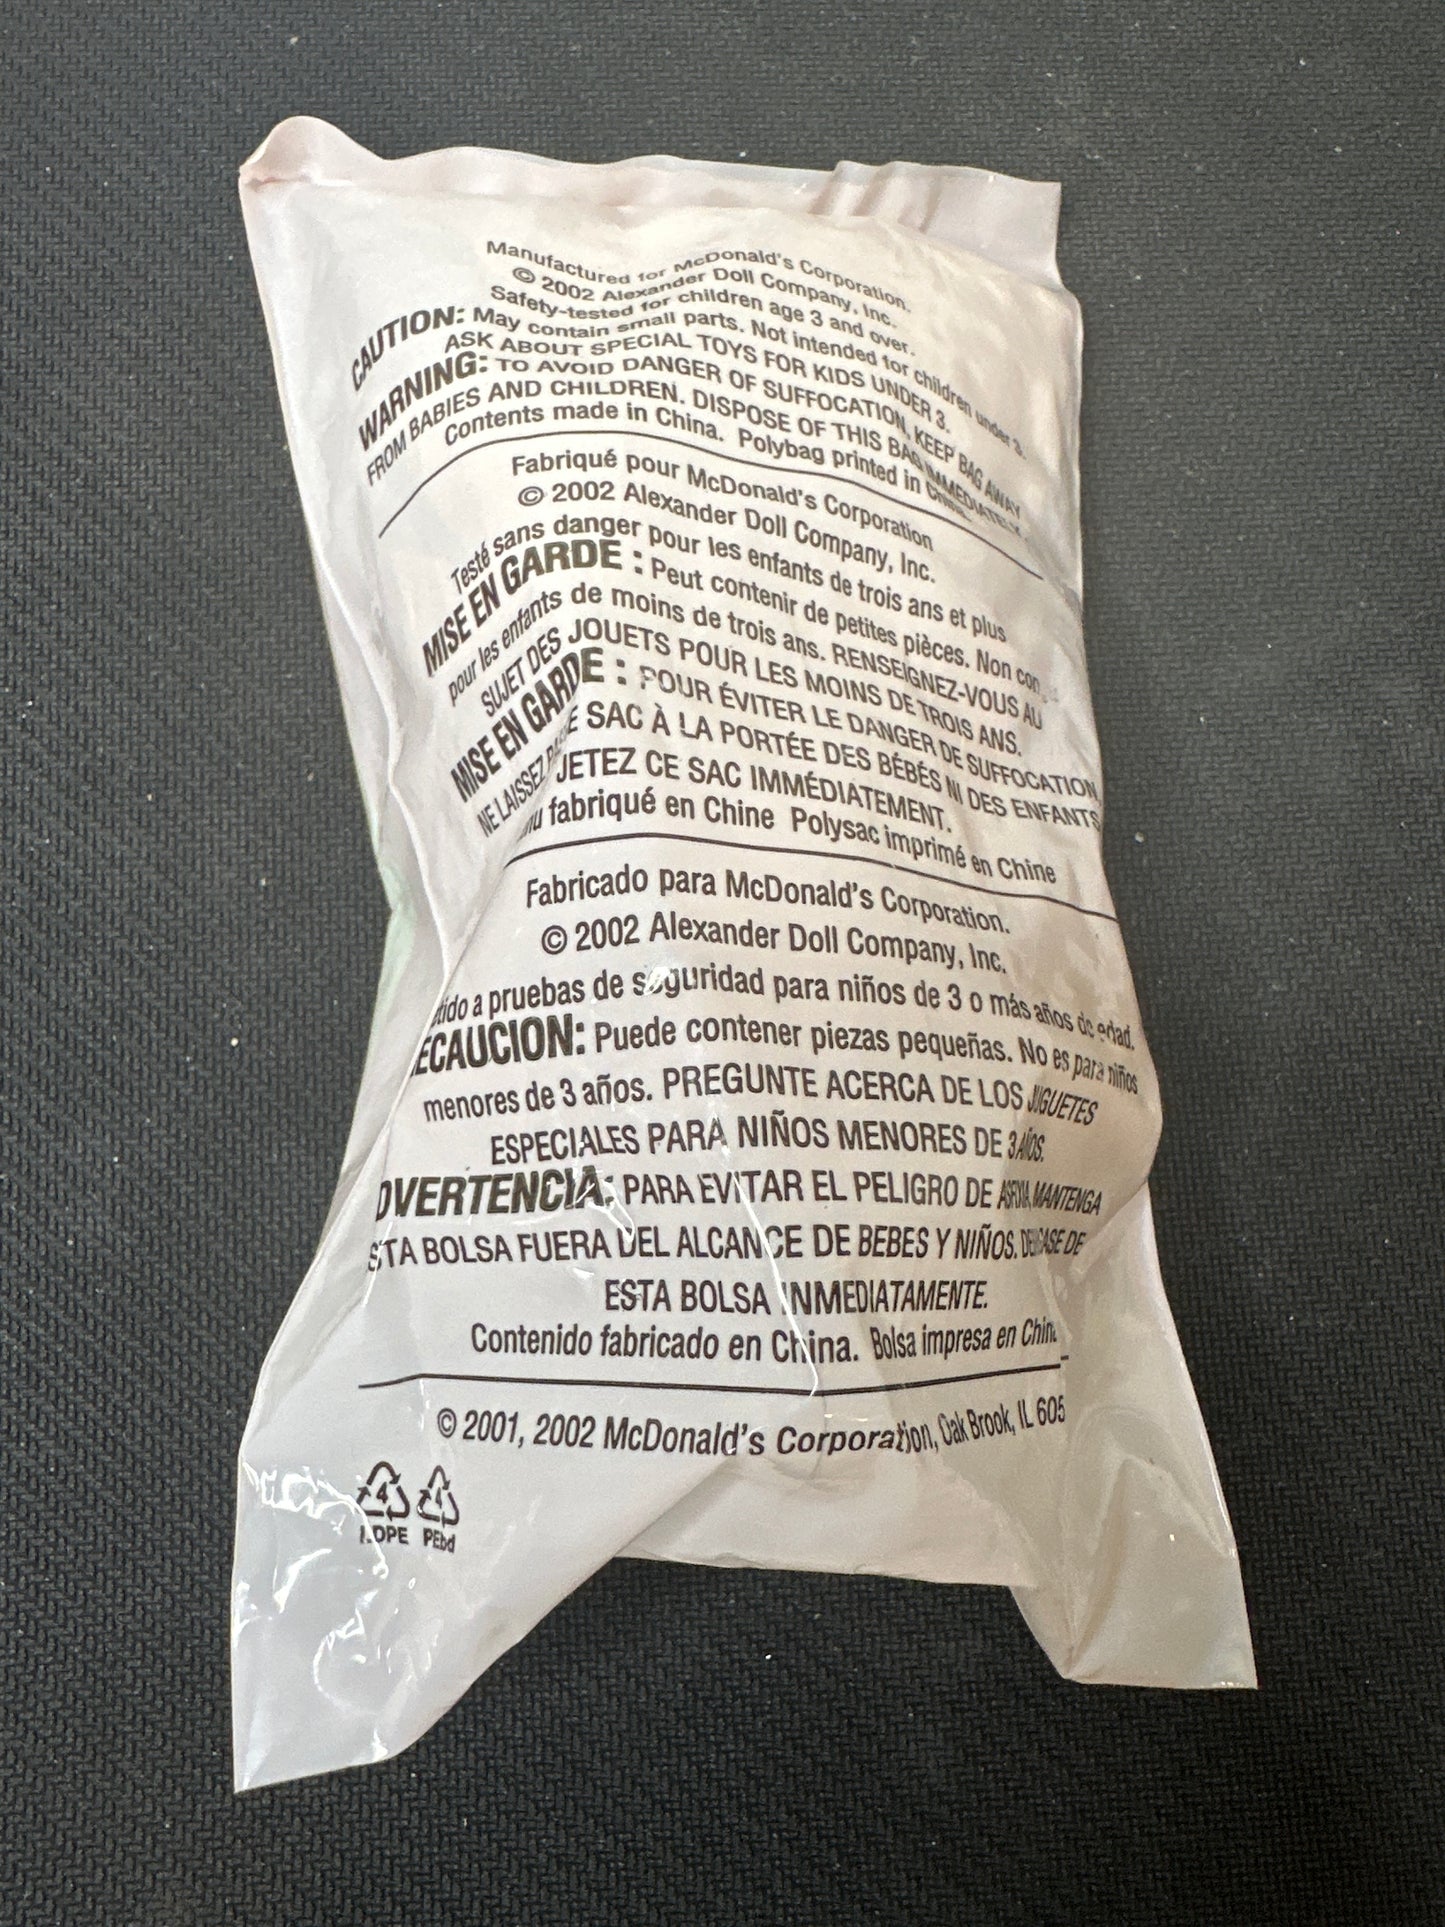 Manufactured for McDonald's Corporation.
© 2002 Alexander Doll Company, Inc.
Safety-tested for children age 3 and over.
CAUTION: May contain small parts. Not intended for children under 3.
ASK ABOUT SPECIAL TOYS FOR KIDS UNDER 3.
WARNING: TO AVOID DANGER OF SUFFOCATION, KEEP BAG AWAY
FROM BABIES AND CHILDREN. DISPOSE OF THIS BAG IMMEDIATELY.
Contents made in China. Polybag printed in China.
Fabriqué pour McDonald's Corporation
© 2002 Alexander Doll Company, Inc.
Testé sans danger pour les enfants de trois ans et plus
MISE EN GARDE : Peut contenir de petites pièces. Non
pour les enfants de moins de trois ans. RENSEIGNEZ-VOUS AU
SUJET DES JOUETS POUR LES MOINS DE TROIS ANS.
MISE EN GARDE : POUR ÉVITER LE DANGER DE SUFFOCATION,
NE LAISSEZ SAC À LA PORTÉE DES BÉBÉS NI DES ENFANTS
JETEZ CE SAC IMMÉDIATEMENT.
fabriqué en Chine Polysac imprimé en Chine
Fabricado para McDonald's Corporation.
© 2002 Alexander Doll Company, Inc.
a pruebas de seguridad para niños de 3 o más años de edad.
ECAUCION: Puede contener piezas pequeñas. No es para niños
menores de 3 años. PREGUNTE ACERCA DE LOS JUGUETES
ESPECIALES PARA NIÑOS MENORES DE 3 AÑOS.
DVERTENCIA: PARA EVITAR EL PELIGRO DE ASFIXIA, MANTENGA
STA BOLSA FUERA DEL ALCANCE DE BEBES Y NIÑOS. DE
ESTA BOLSA INMEDIATAMENTE.
Contenido fabricado en China. Bolsa impresa en Chin
© 2001, 2002 McDonald's Corporation, Oak Brook, IL 605
4 4
PEbd